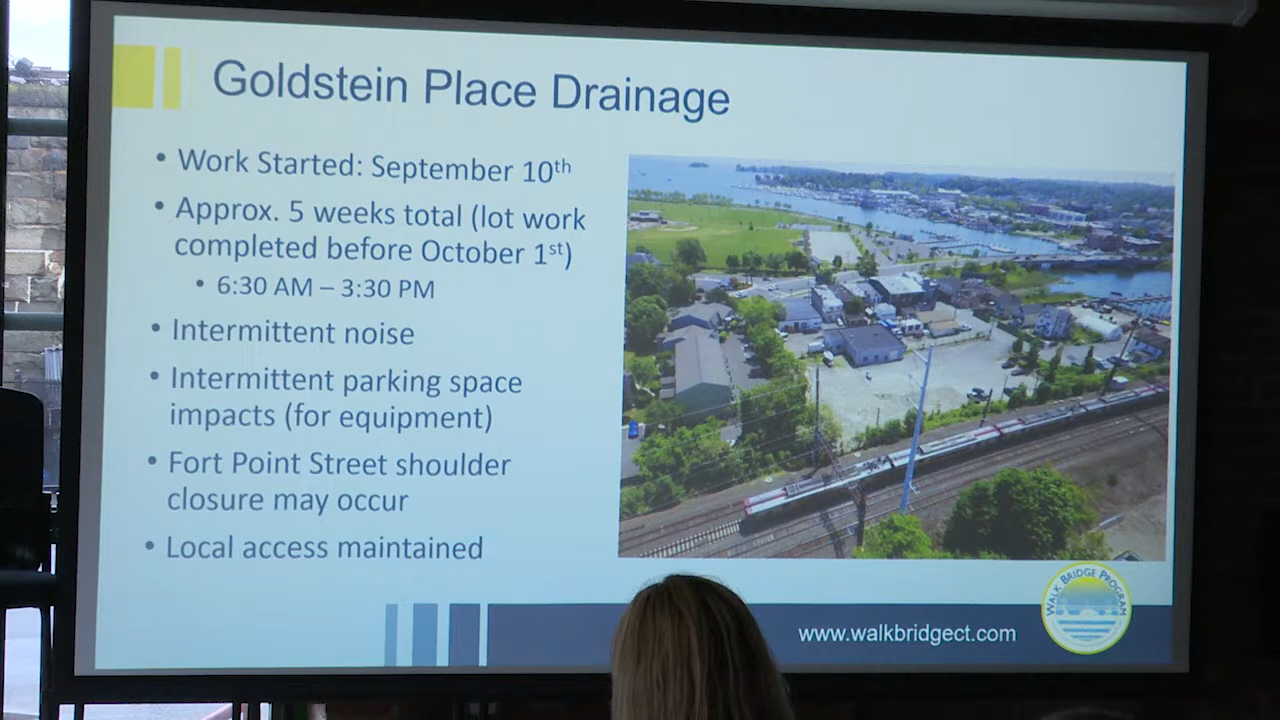 Goldstein Place Drainage
• Work Started: September 10th
• Approx. 5 weeks total (lot work
completed before October 1st)
• 6:30 AM – 3:30 PM
• Intermittent noise
• Intermittent parking space
impacts (for equipment)
• Fort Point Street shoulder
closure may occur
• Local access maintained
www.walkbridgect.com
WALK BRIDGE PROGRAM